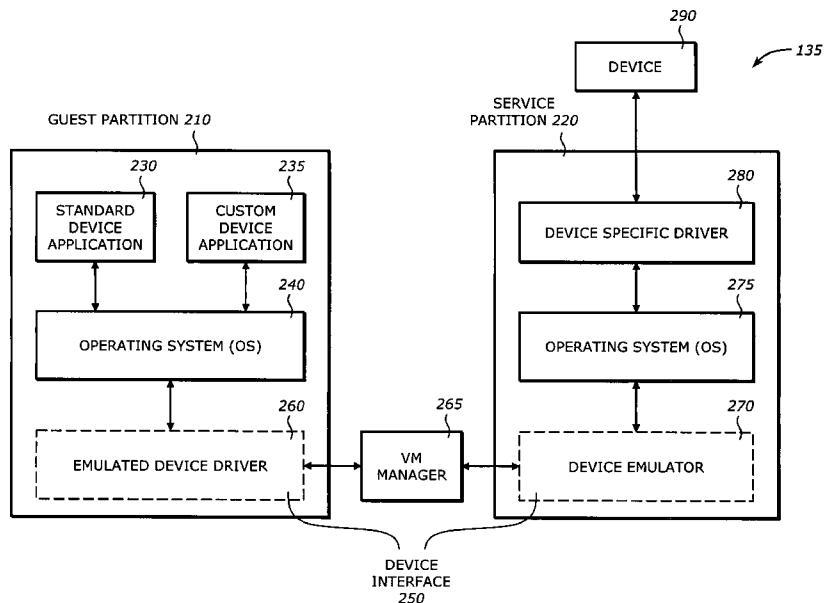 290
DEVICE
135
GUEST PARTITION 210
SERVICE
PARTITION 220
230
STANDARD
DEVICE
APPLICATION
235
CUSTOM
DEVICE
APPLICATION
280
DEVICE SPECIFIC DRIVER
240
OPERATING SYSTEM (OS)
275
OPERATING SYSTEM (OS)
260
EMULATED DEVICE DRIVER
265
VM
MANAGER
270
DEVICE EMULATOR
DEVICE
INTERFACE
250